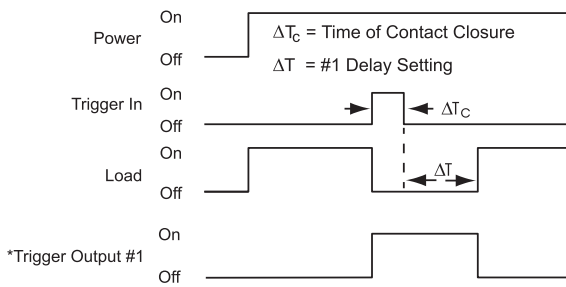 On
Power
Off
ΔTc = Time of Contact Closure
ΔT = #1 Delay Setting
On
Trigger In
Off
ΔTC
On
Load
Off
ΔT
On
*Trigger Output #1
Off